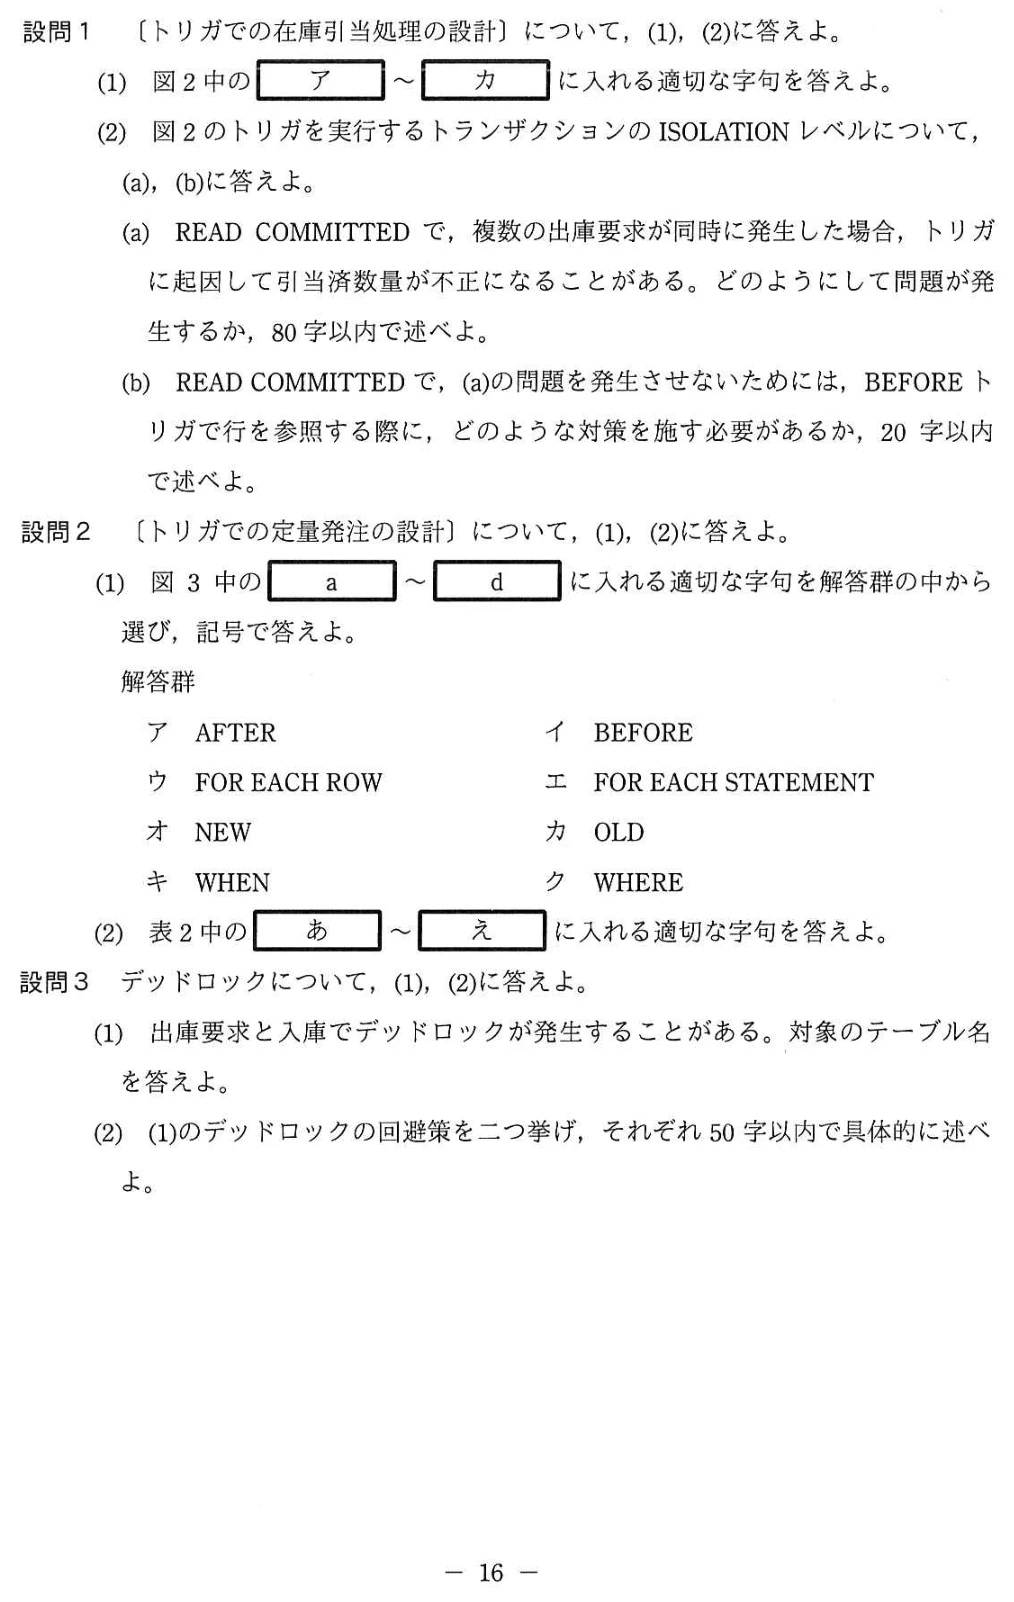 設問1　〔トリガでの在庫引当処理の設計〕について，(1)，(2)に答えよ。
(1)　図2中の ア ～ カ に入れる適切な字句を答えよ。
(2)　図2のトリガを実行するトランザクションの ISOLATION レベルについて，
(a)，(b)に答えよ。
(a)　READ COMMITTED で，複数の出庫要求が同時に発生した場合，トリガ
に起因して引当済数量が不正になることがある。どのようにして問題が発
生するか，80字以内で述べよ。
(b)　READ COMMITTED で，(a)の問題を発生させないためには，BEFORE ト
リガで行を参照する際に，どのような対策を施す必要があるか，20字以内
で述べよ。
設問2　〔トリガでの定量発注の設計〕について，(1)，(2)に答えよ。
(1)　図3中の a ～ d に入れる適切な字句を解答群の中から
選び，記号で答えよ。
解答群
ア　AFTER　イ　BEFORE
ウ　FOR EACH ROW　エ　FOR EACH STATEMENT
オ　NEW　カ　OLD
キ　WHEN　ク　WHERE
(2)　表2中の あ ～ え に入れる適切な字句を答えよ。
設問3　デッドロックについて，(1)，(2)に答えよ。
(1)　出庫要求と入庫でデッドロックが発生することがある。対象のテーブル名
を答えよ。
(2)　(1)のデッドロックの回避策を二つ挙げ，それぞれ50字以内で具体的に述べ
よ。
－ 16 －